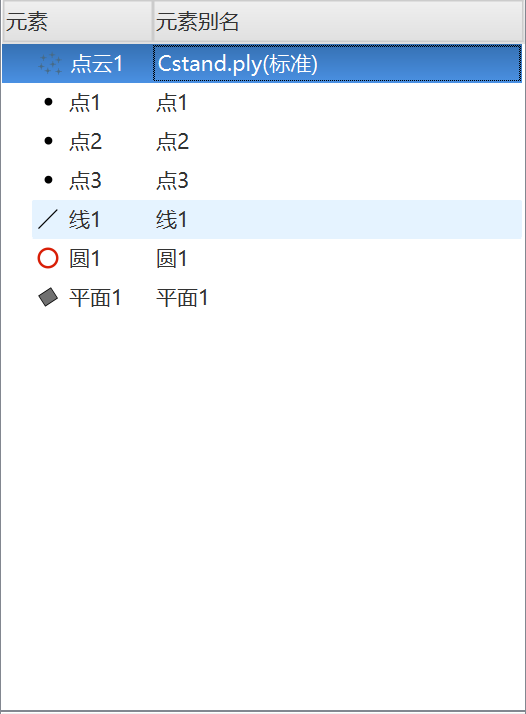 元素 元素别名
点云1 Cstand.ply(标准)
点1 点1
点2 点2
点3 点3
线1 线1
圆1 圆1
平面1 平面1